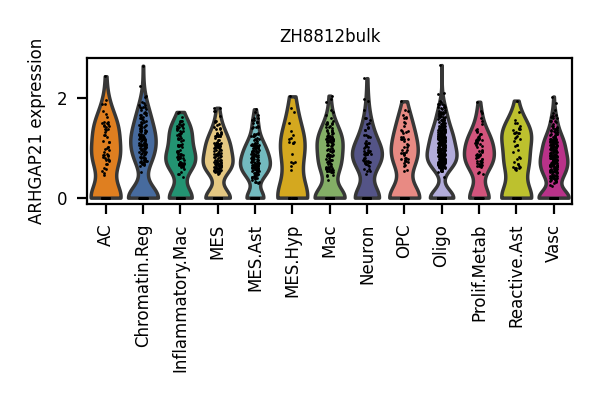 ZH8812bulk
ARHGAP21 expression
2
0
AC
Chromatin.Reg
Inflammatory.Mac
MES
MES.Ast
MES.Hyp
Mac
Neuron
OPC
Oligo
Prolif.Metab
Reactive.Ast
Vasc